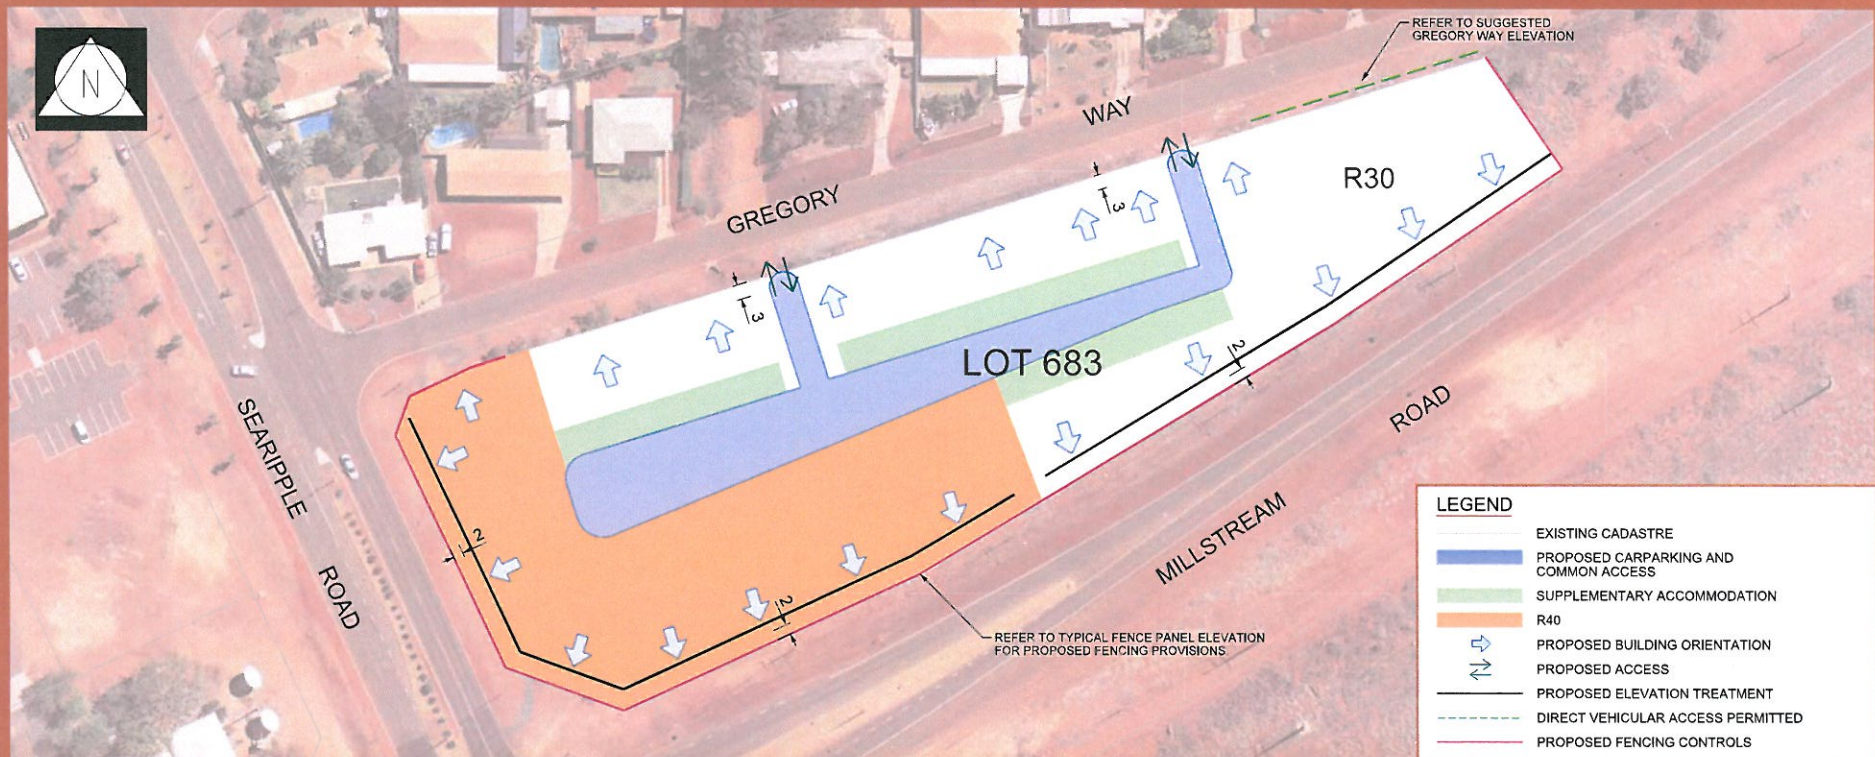 N
REFER TO SUGGESTED
GREGORY WAY ELEVATION
WAY
GREGORY
R30
3
3
LOT 683
2
SEARIPPLE
ROAD
ROAD
MILLSTREAM
2
2
REFER TO TYPICAL FENCE PANEL ELEVATION
FOR PROPOSED FENCING PROVISIONS
LEGEND
EXISTING CADASTRE
PROPOSED CARPARKING AND
COMMON ACCESS
SUPPLEMENTARY ACCOMMODATION
R40
PROPOSED BUILDING ORIENTATION
PROPOSED ACCESS
PROPOSED ELEVATION TREATMENT
DIRECT VEHICULAR ACCESS PERMITTED
PROPOSED FENCING CONTROLS